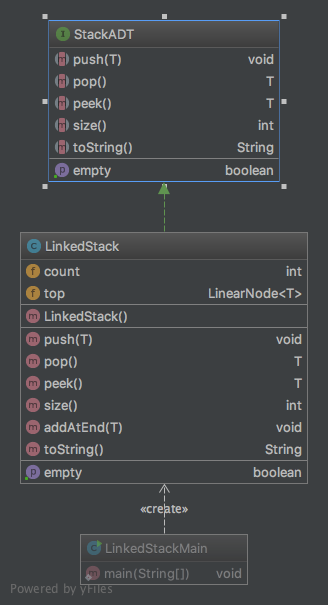 StackADT
push(T) void
pop() T
peek() T
size() int
toString() String
empty boolean
LinkedStack
count int
top LinearNode<T>
LinkedStack()
push(T) void
pop() T
peek() T
size() int
addAtEnd(T) void
toString() String
empty boolean
«create»
LinkedStackMain
main(String[]) void
Powered by yFiles